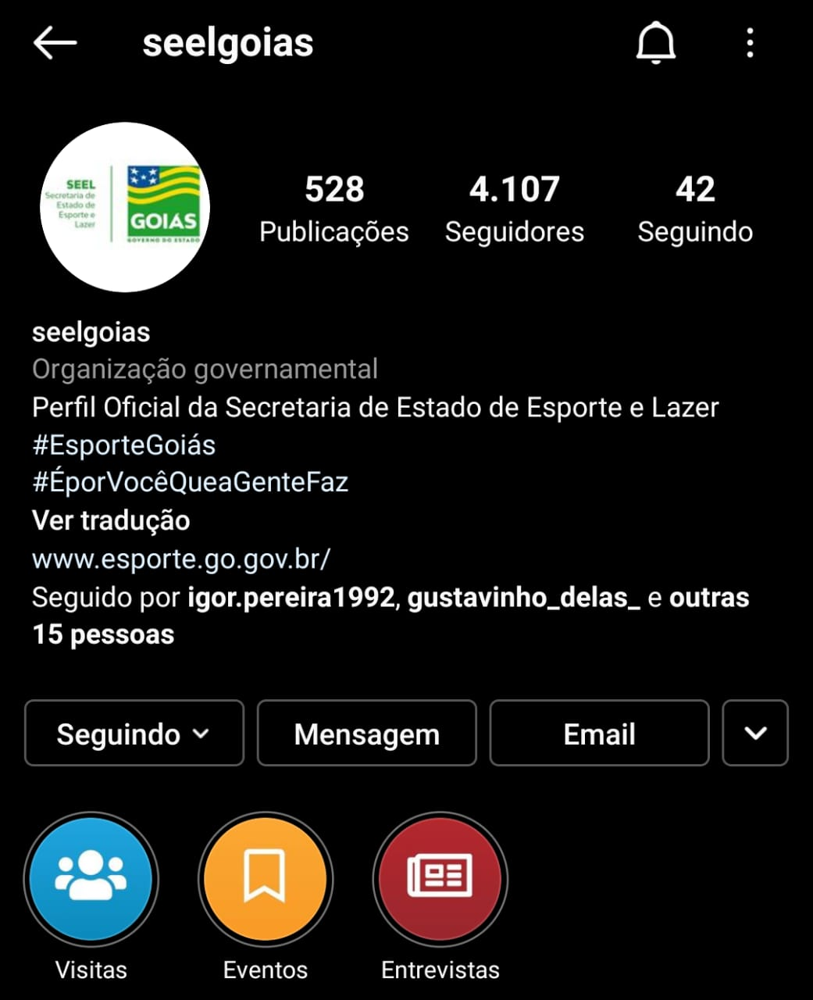 seelgoias
SEEL
Secretaria de
Estado de
Esporte e
Lazer
GOIÁS
GOVERNO DO ESTADO
528
Publicações
4.107
Seguidores
42
Seguindo
seelgoias
Organização governamental
Perfil Oficial da Secretaria de Estado de Esporte e Lazer
#EsporteGoiás
#ÉporVocêQueaGenteFaz
Ver tradução
www.esporte.go.gov.br/
Seguido por igor.pereira1992, gustavinho_delas_ e outras
15 pessoas
Seguindo
Mensagem
Email
Visitas
Eventos
Entrevistas